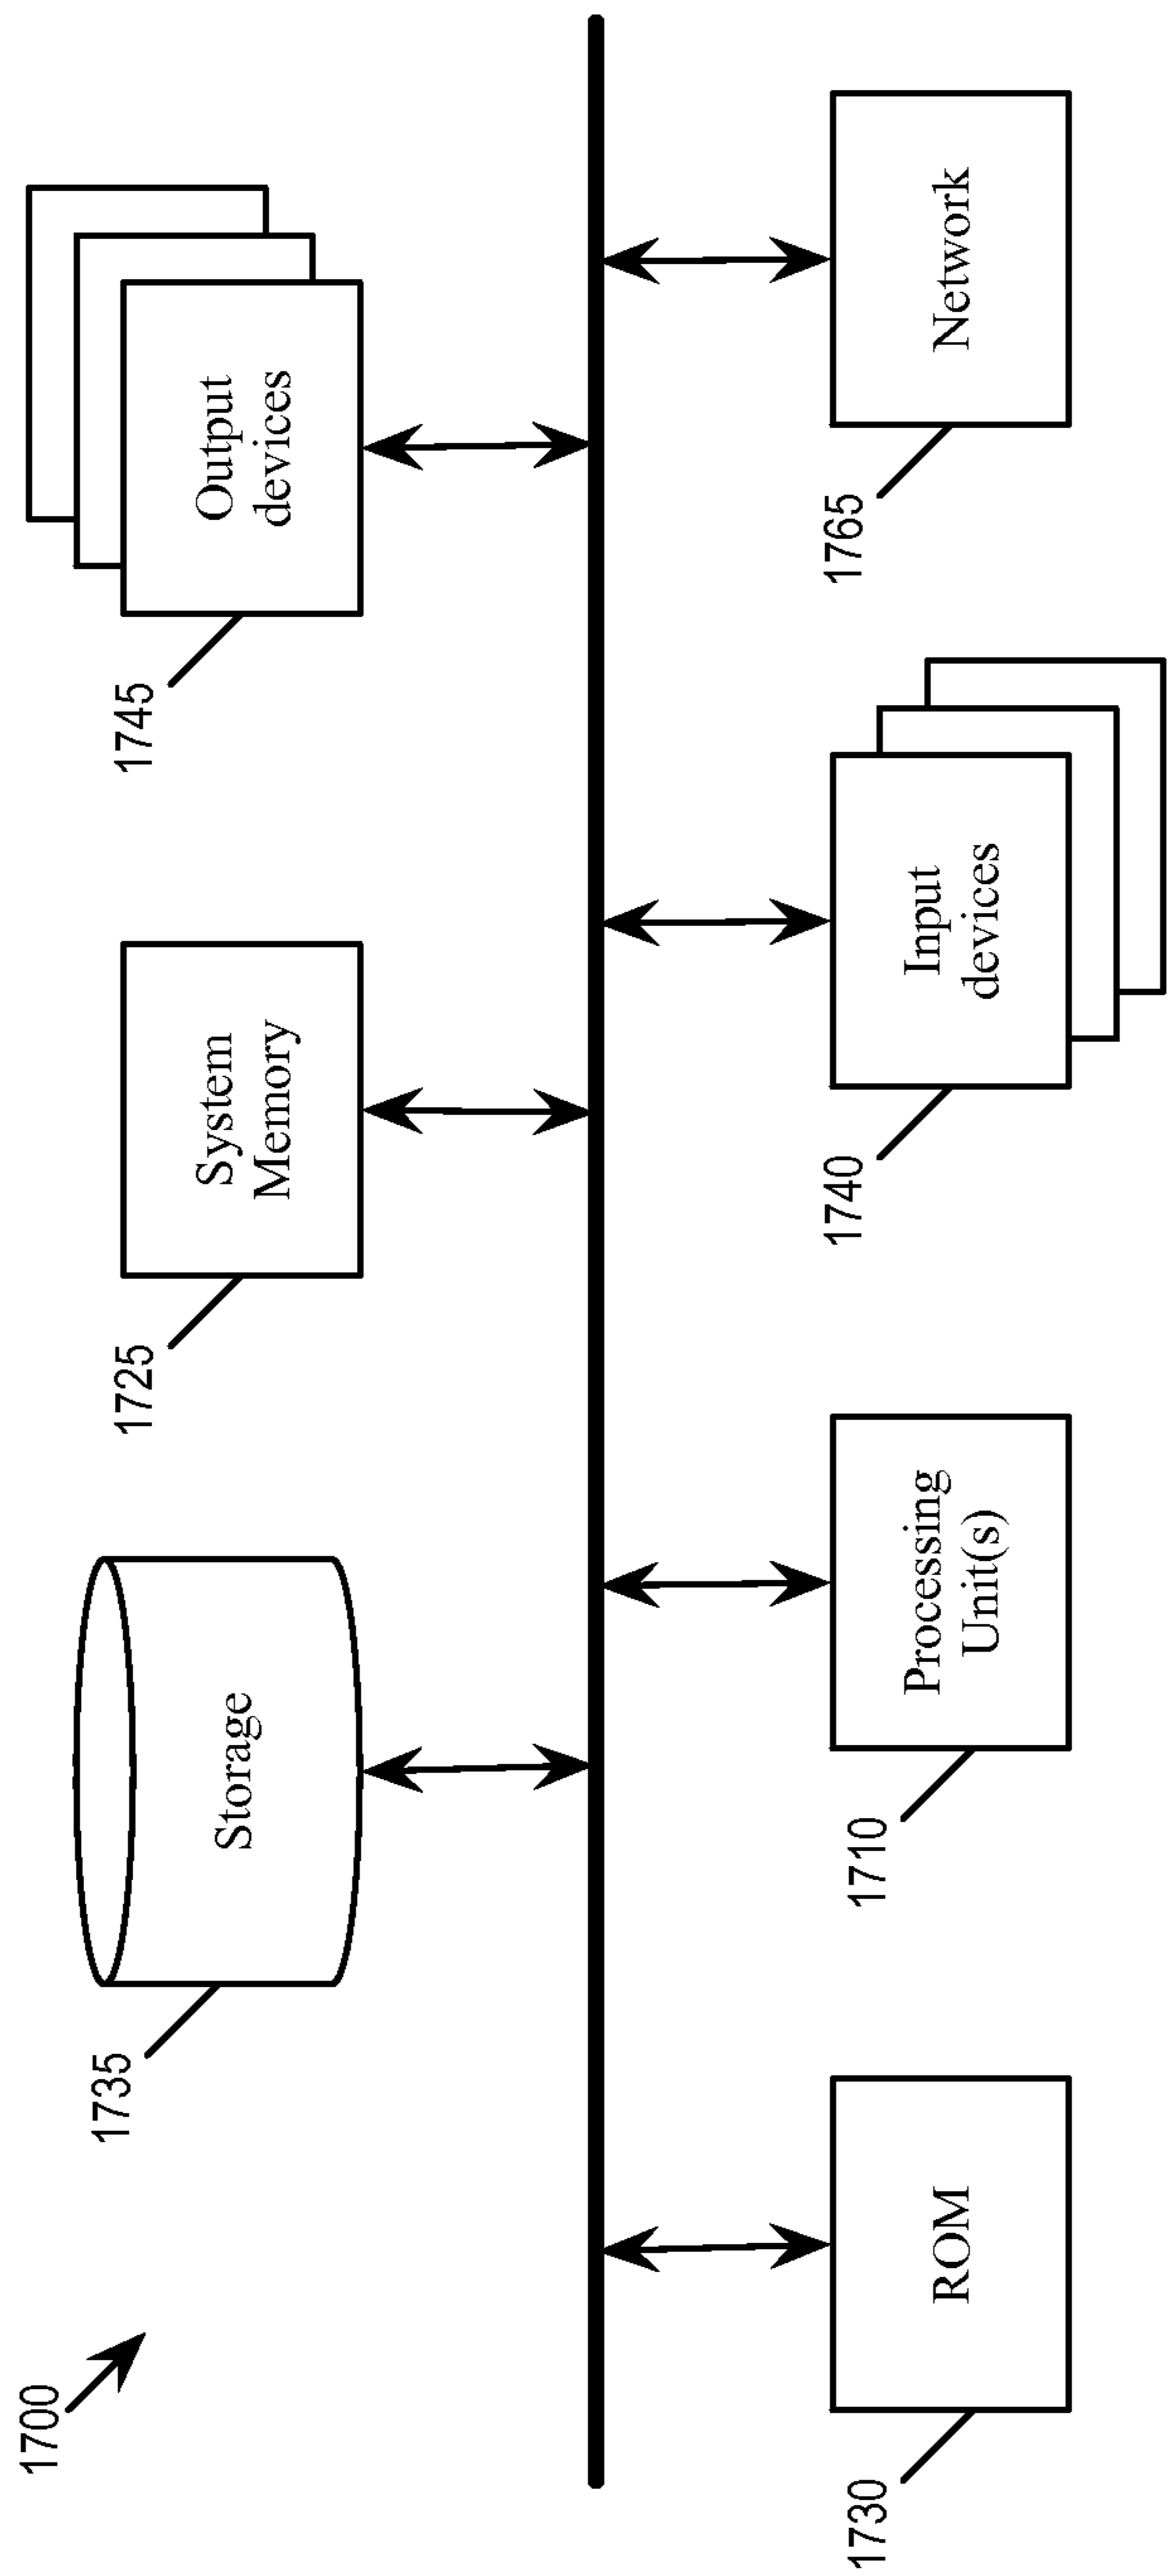 1700
1735
Storage
1725
System
Memory
1745
Output
devices
1730
ROM
1710
Processing
Unit(s)
1740
Input
devices
1765
Network